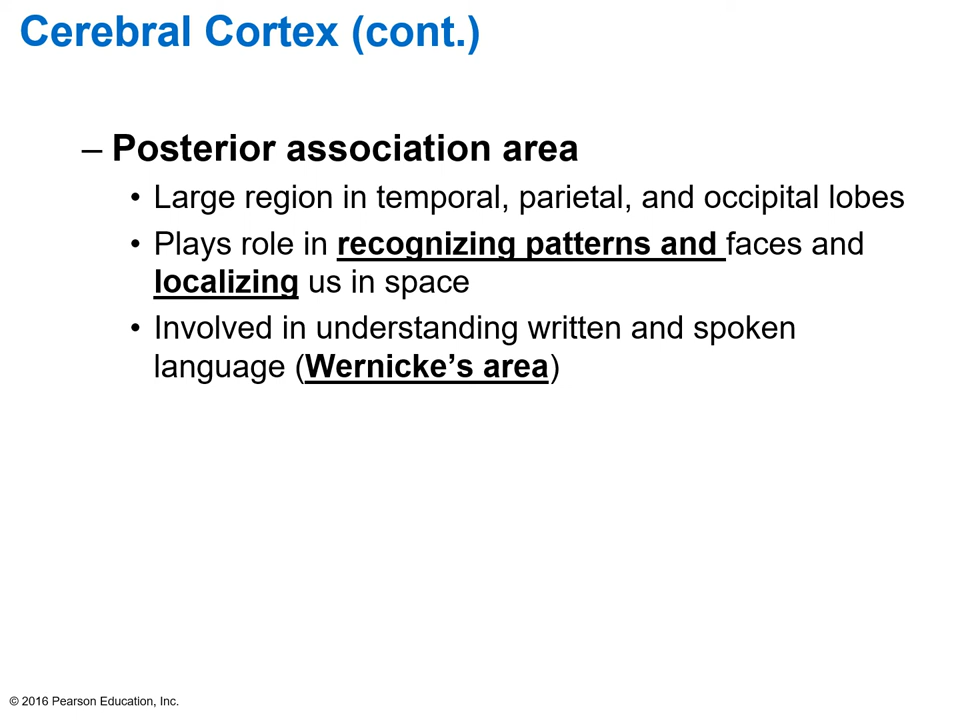 Cerebral Cortex (cont.)
– Posterior association area
• Large region in temporal, parietal, and occipital lobes
• Plays role in recognizing patterns and faces and
localizing us in space
• Involved in understanding written and spoken
language (Wernicke’s area)
© 2016 Pearson Education, Inc.